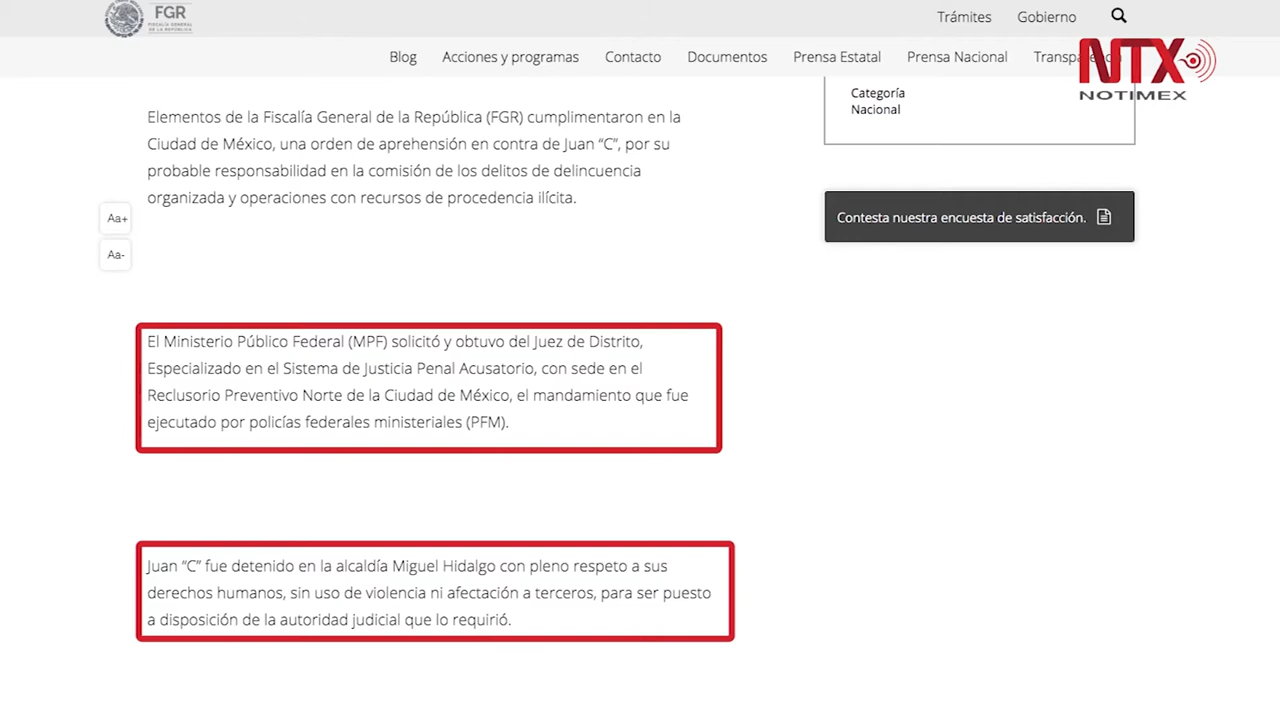 FGR
FISCALÍA GENERAL
DE LA REPÚBLICA
Trámites Gobierno
Blog Acciones y programas Contacto Documentos Prensa Estatal Prensa Nacional
NTX
NOTIMEX
Categoría
Nacional
Elementos de la Fiscalía General de la República (FGR) cumplimentaron en la
Ciudad de México, una orden de aprehensión en contra de Juan “C”, por su
probable responsabilidad en la comisión de los delitos de delincuencia
organizada y operaciones con recursos de procedencia ilícita.
Aa+
Aa-
Contesta nuestra encuesta de satisfacción.
El Ministerio Público Federal (MPF) solicitó y obtuvo del Juez de Distrito,
Especializado en el Sistema de Justicia Penal Acusatorio, con sede en el
Reclusorio Preventivo Norte de la Ciudad de México, el mandamiento que fue
ejecutado por policías federales ministeriales (PFM).
Juan “C” fue detenido en la alcaldía Miguel Hidalgo con pleno respeto a sus
derechos humanos, sin uso de violencia ni afectación a terceros, para ser puesto
a disposición de la autoridad judicial que lo requirió.